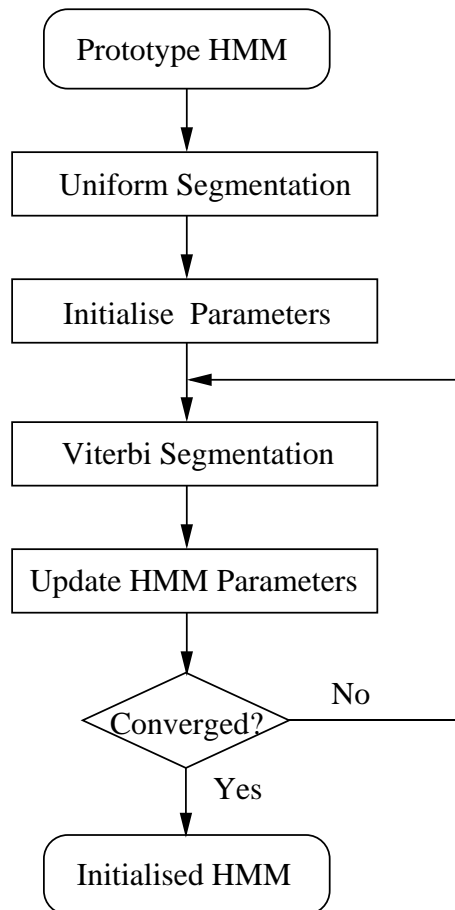 Prototype HMM
Uniform Segmentation
Initialise Parameters
Viterbi Segmentation
Update HMM Parameters
Converged?
No
Yes
Initialised HMM